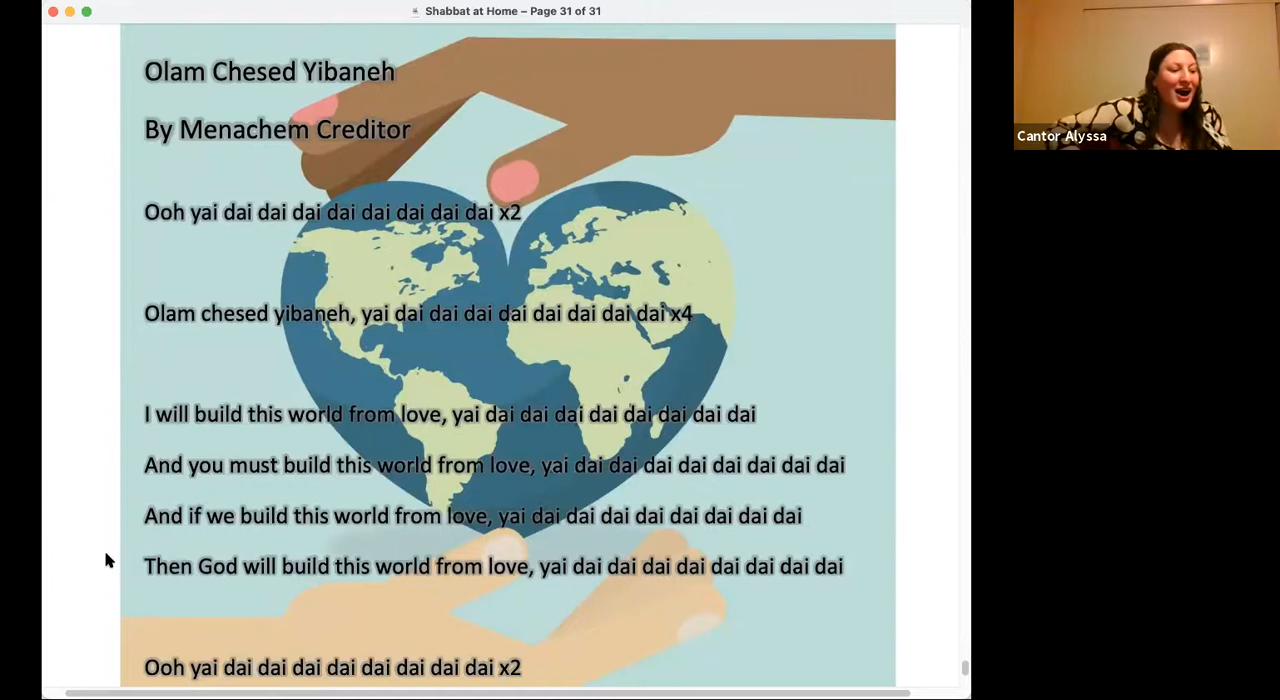 Shabbat at Home – Page 31 of 31
Olam Chesed Yibaneh
By Menachem Creditor
Cantor Alyssa
Ooh yai dai dai dai dai dai dai dai dai x2
Olam chesed yibaneh, yai dai dai dai dai dai dai dai dai x4
I will build this world from love, yai dai dai dai dai dai dai dai dai
And you must build this world from love, yai dai dai dai dai dai dai dai dai
And if we build this world from love, yai dai dai dai dai dai dai dai dai
Then God will build this world from love, yai dai dai dai dai dai dai dai dai
Ooh yai dai dai dai dai dai dai dai dai x2